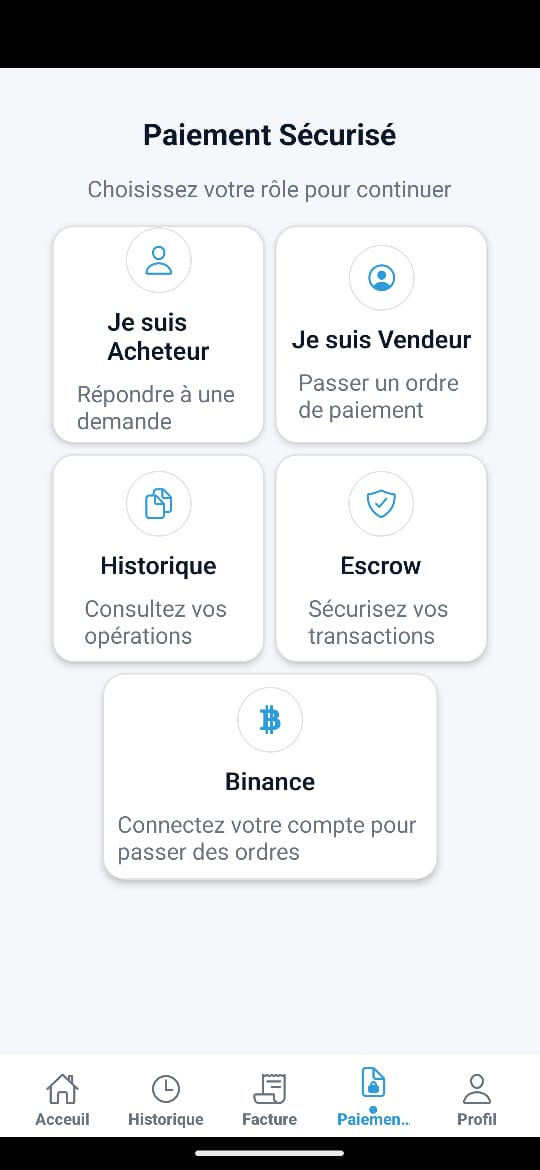 Paiement Sécurisé
Choisissez votre rôle pour continuer
Je suis
Acheteur
Répondre à une
demande
Je suis Vendeur
Passer un ordre
de paiement
Historique
Consultez vos
opérations
Escrow
Sécurisez vos
transactions
Binance
Connectez votre compte pour
passer des ordres
Acceuil
Historique
Facture
Paiemen...
Profil